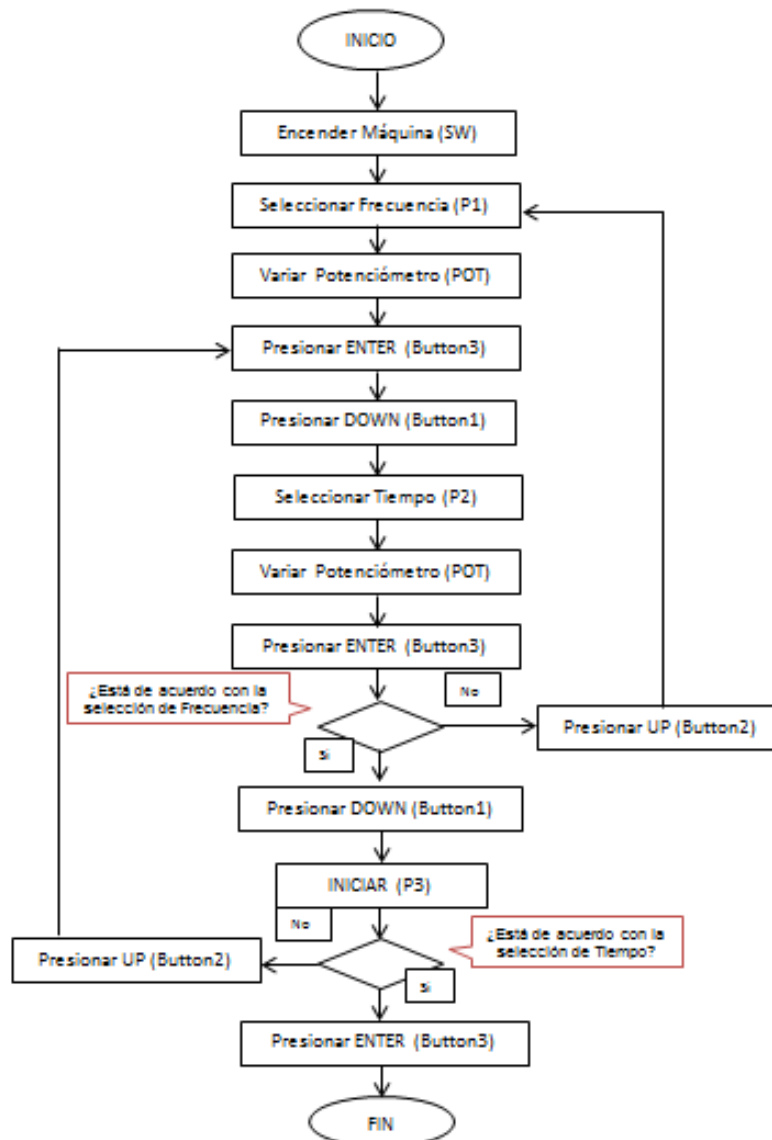 INICIO
Encender Máquina (SW)
Seleccionar Frecuencia (P1)
Variar Potenciómetro (POT)
Presionar ENTER (Button3)
Presionar DOWN (Button1)
Seleccionar Tiempo (P2)
Variar Potenciómetro (POT)
Presionar ENTER (Button3)
¿Está de acuerdo con la
selección de Frecuencia?
No
Presionar UP (Button2)
Si
Presionar DOWN (Button1)
INICIAR (P3)
No
¿Está de acuerdo con la
selección de Tiempo?
Presionar UP (Button2)
Si
Presionar ENTER (Button3)
FIN